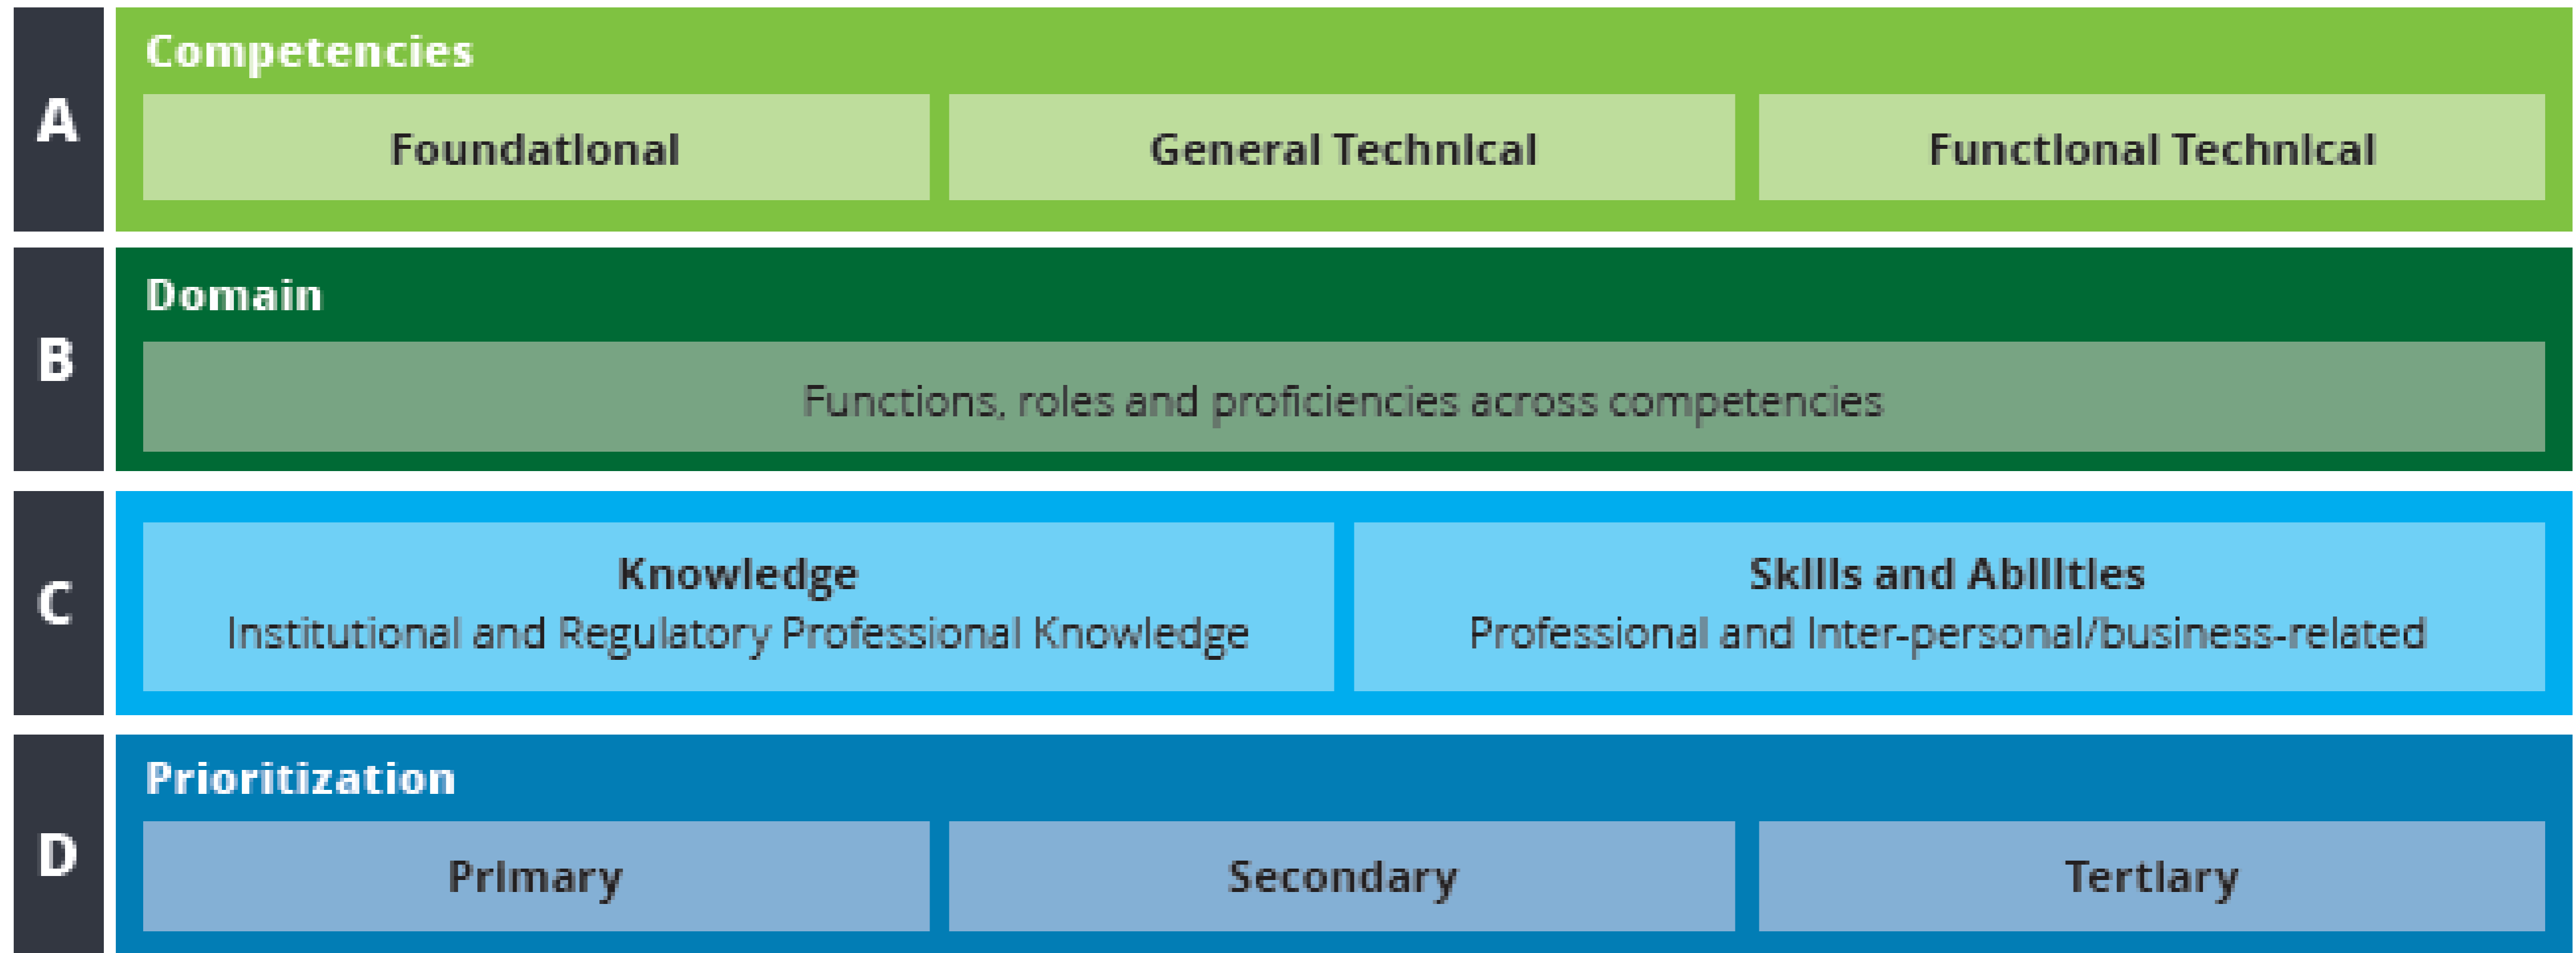 A
Competencies
Foundational
General Technical
Functional Technical
B
Domain
Functions, roles and proficiencies across competencies
C
Knowledge
Institutional and Regulatory Professional Knowledge
Skills and Abilities
Professional and Inter-personal/business-related
D
Prioritization
Primary
Secondary
Tertiary